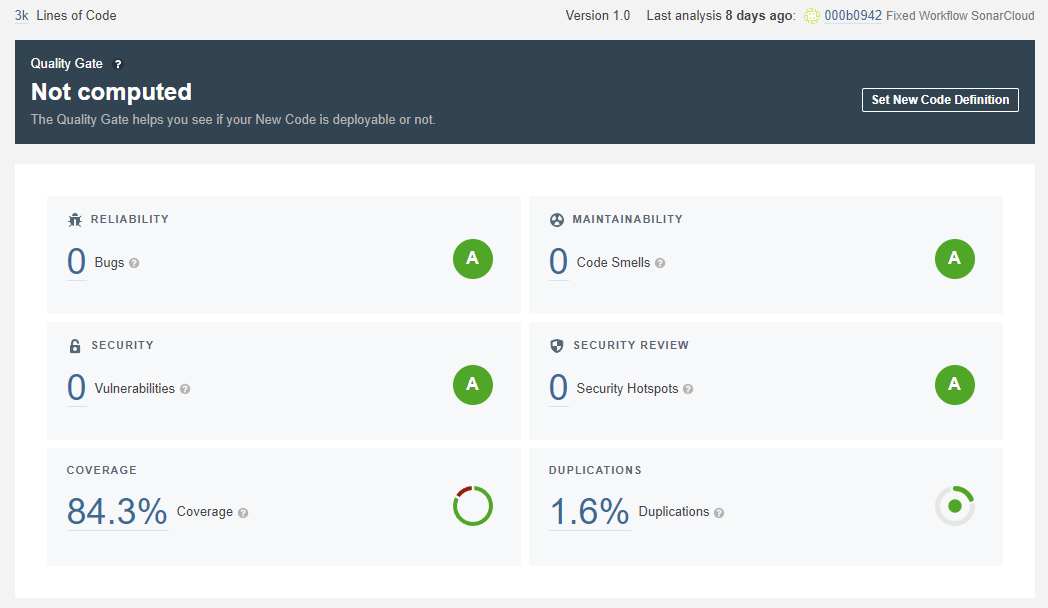 3k Lines of Code Version 1.0 Last analysis 8 days ago: 000b0942 Fixed Workflow SonarCloud
Quality Gate ?
Not computed
The Quality Gate helps you see if your New Code is deployable or not.
Set New Code Definition
RELIABILITY
0 Bugs ?
A
MAINTAINABILITY
0 Code Smells ?
A
SECURITY
0 Vulnerabilities ?
A
SECURITY REVIEW
0 Security Hotspots ?
A
COVERAGE
84.3% Coverage ?
DUPLICATIONS
1.6% Duplications ?